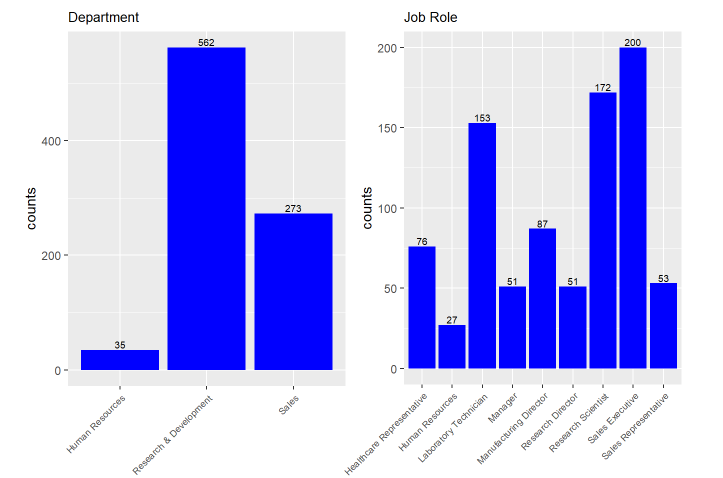 Department
counts
400
200
0
35
562
273
Human Resources
Research & Development
Sales
Job Role
counts
200
150
100
50
0
76
27
153
51
87
51
172
200
53
Healthcare Representative
Human Resources
Laboratory Technician
Manager
Manufacturing Director
Research Director
Research Scientist
Sales Executive
Sales Representative